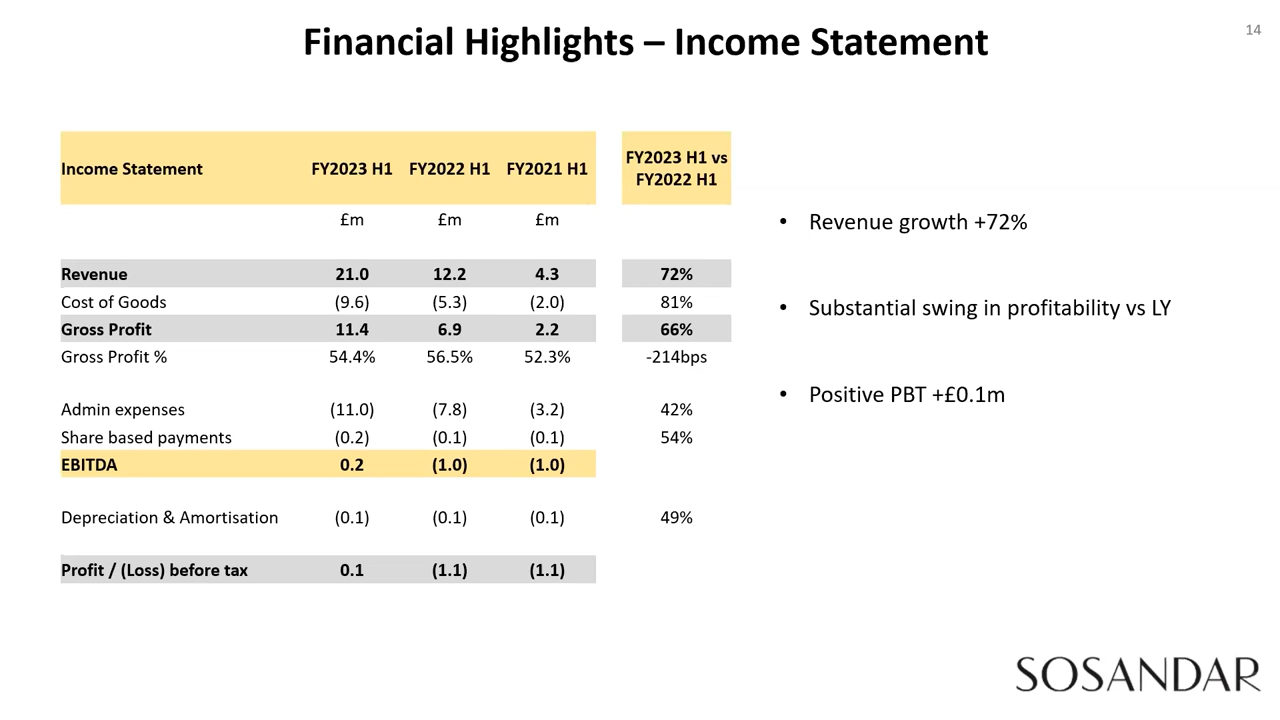 Financial Highlights – Income Statement
14
Income Statement FY2023 H1 FY2022 H1 FY2021 H1 FY2023 H1 vs
FY2022 H1
£m £m £m
Revenue 21.0 12.2 4.3 72%
Cost of Goods (9.6) (5.3) (2.0) 81%
Gross Profit 11.4 6.9 2.2 66%
Gross Profit % 54.4% 56.5% 52.3% -214bps
Admin expenses (11.0) (7.8) (3.2) 42%
Share based payments (0.2) (0.1) (0.1) 54%
EBITDA 0.2 (1.0) (1.0)
Depreciation & Amortisation (0.1) (0.1) (0.1) 49%
Profit / (Loss) before tax 0.1 (1.1) (1.1)
• Revenue growth +72%
• Substantial swing in profitability vs LY
• Positive PBT +£0.1m
SOSANDAR